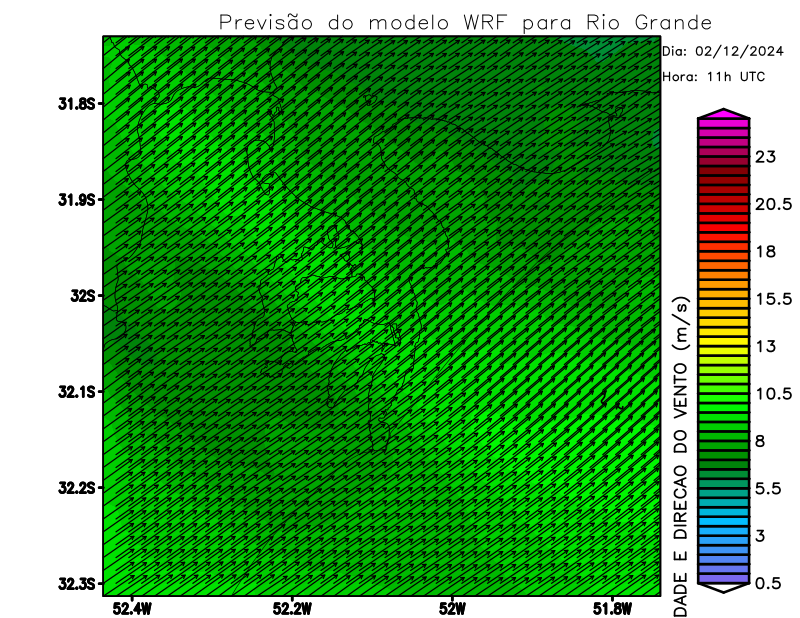 Previsão do modelo WRF para Rio Grande
Dia: 02/12/2024
Hora: 11h UTC
31.8S
31.9S
32S
32.1S
32.2S
32.3S
52.4W
52.2W
52W
51.8W
DADE E DIRECAO DO VENTO (m/s)
23
20.5
18
15.5
13
10.5
8
5.5
3
0.5